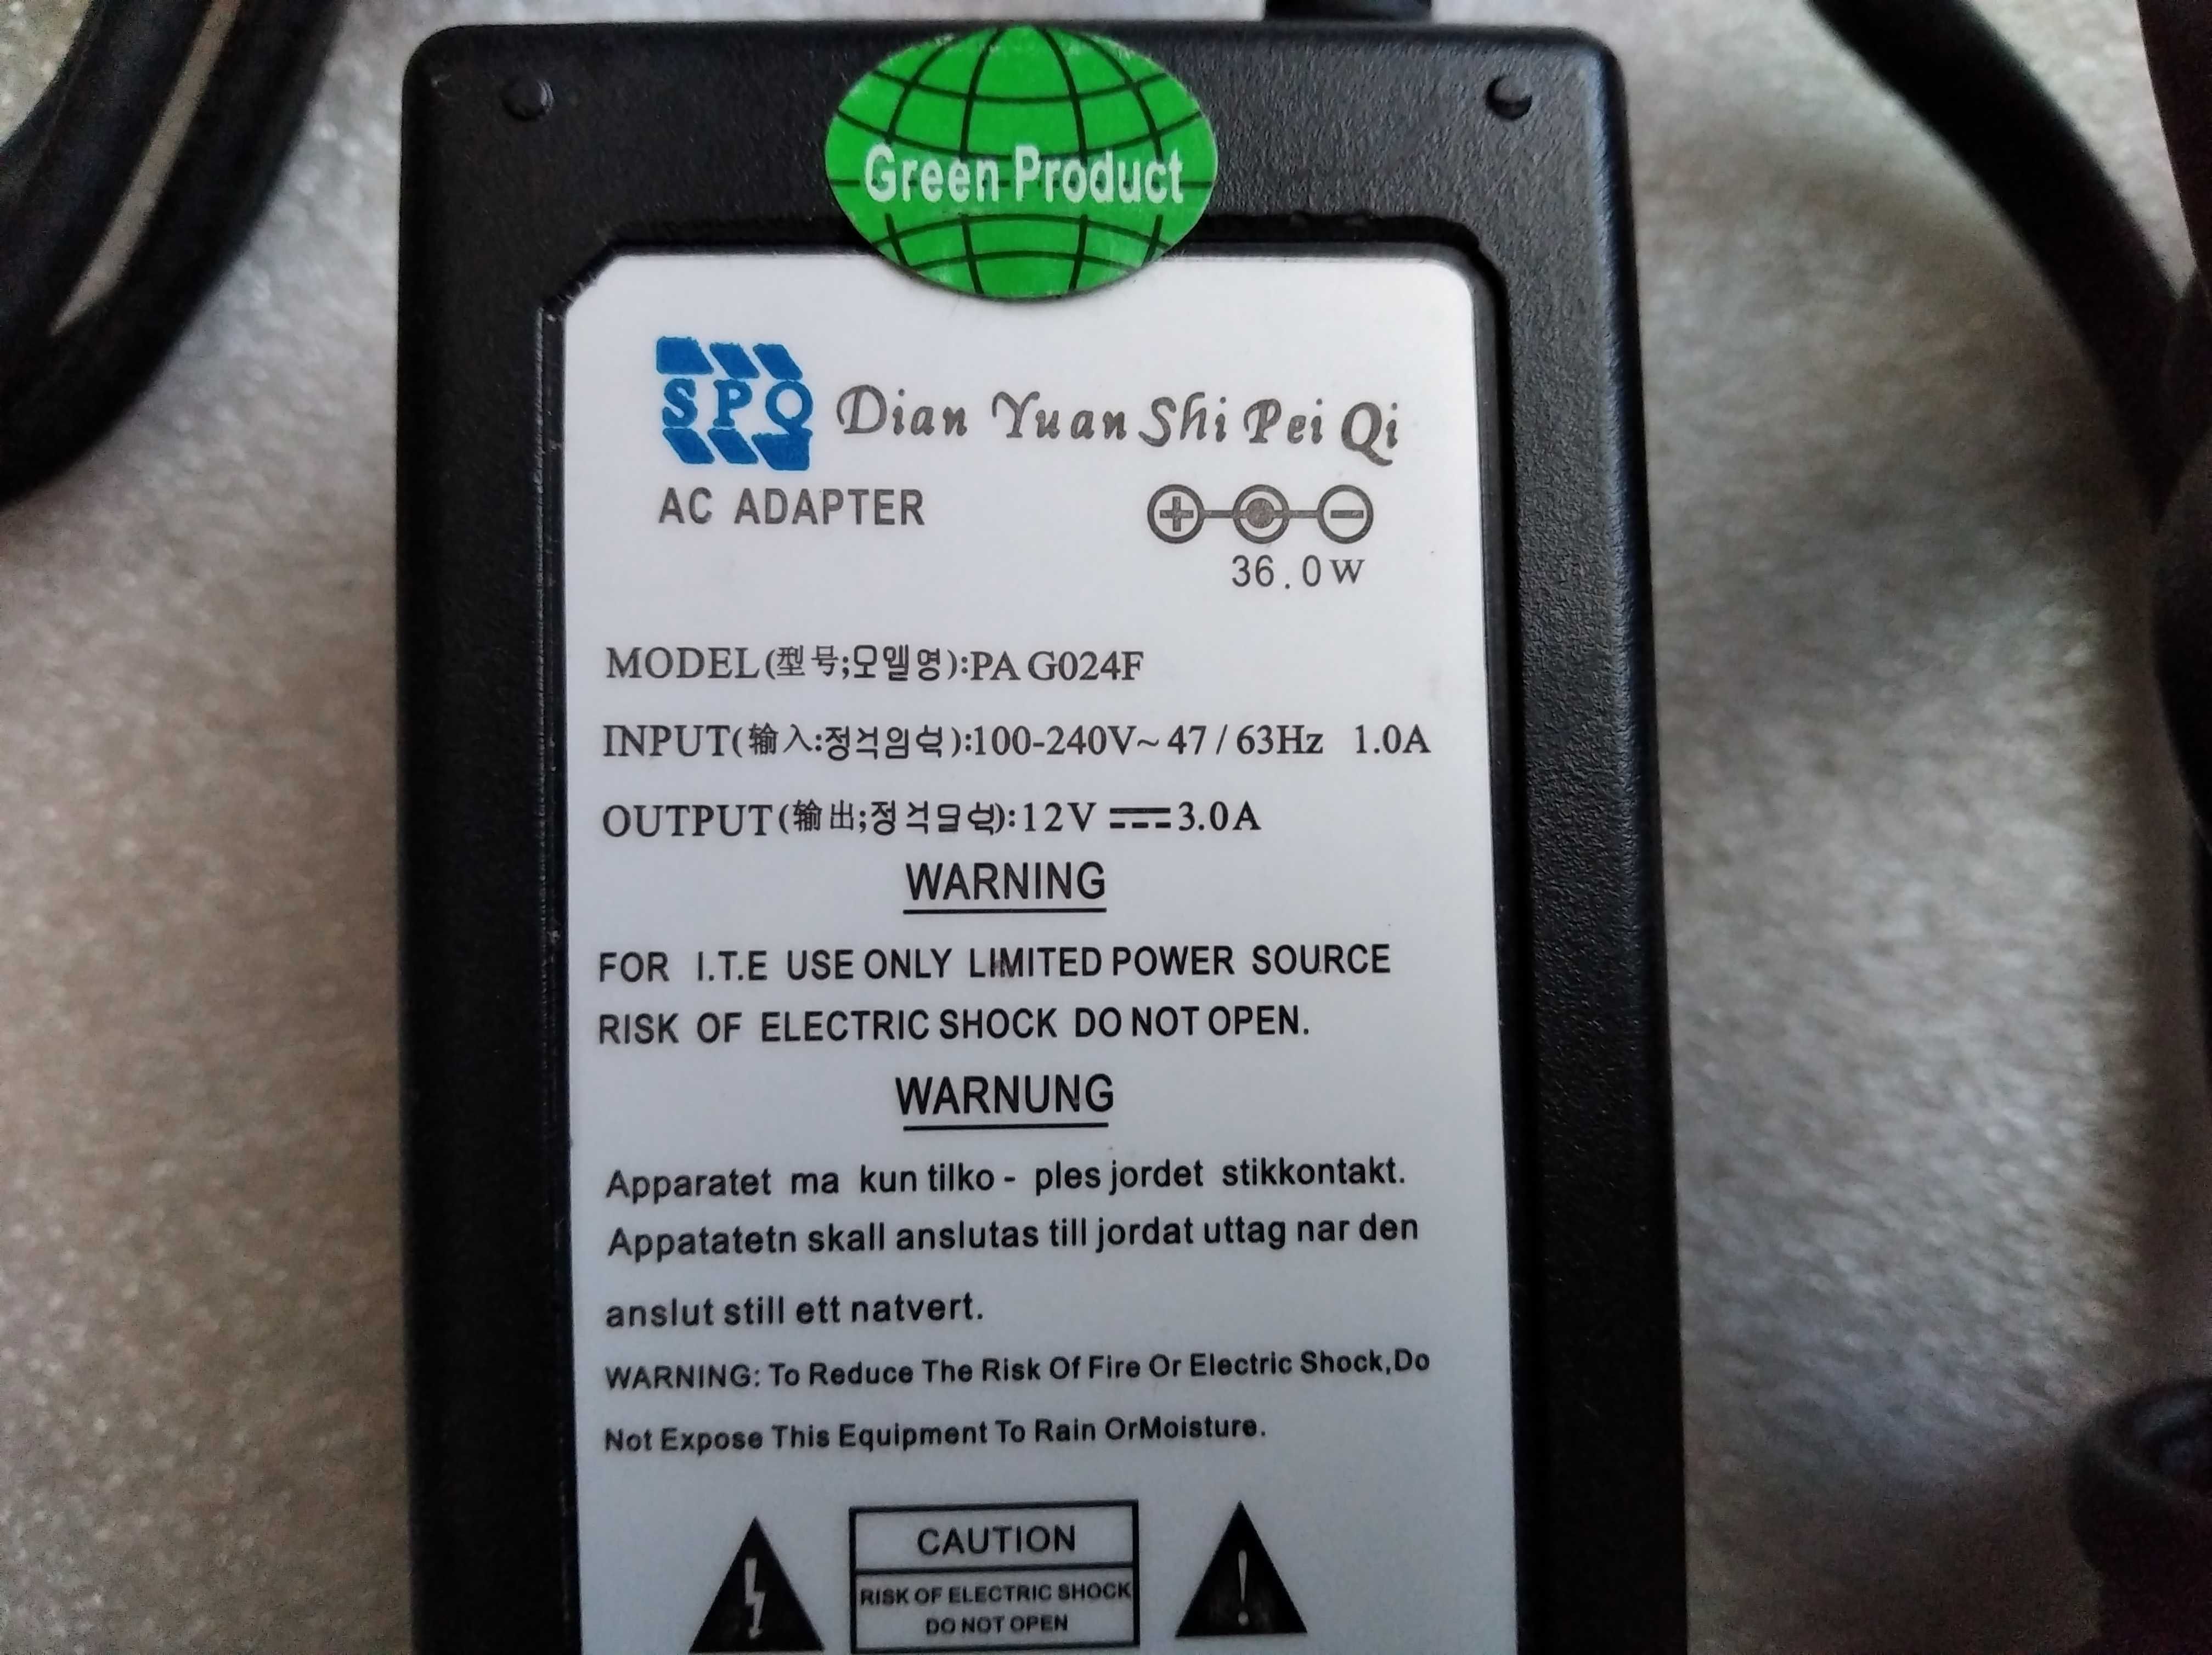 Green Product
SPQ Dian Yuan Shi Pei Qi
AC ADAPTER
36.0W
MODEL(型号;모엘영):PA G024F
INPUT(输入:정격입력):100-240V~ 47 / 63Hz 1.0A
OUTPUT(输出;정격):12V ⎓ 3.0A
WARNING
FOR I.T.E USE ONLY LIMITED POWER SOURCE
RISK OF ELECTRIC SHOCK DO NOT OPEN.
WARNUNG
Apparatet ma kun tilko - ples jordet stikkontakt.
Appatatetn skall anslutas till jordat uttag nar den
anslut still ett natvert.
WARNING: To Reduce The Risk Of Fire Or Electric Shock,Do
Not Expose This Equipment To Rain OrMoisture.
CAUTION
RISK OF ELECTRIC SHOCK
DO NOT OPEN